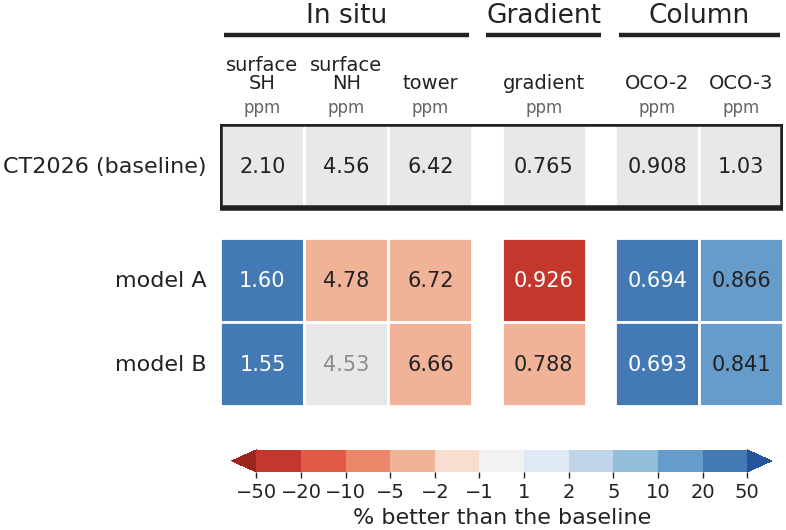 In situ Gradient Column
surface SH surface NH tower gradient OCO-2 OCO-3
ppm ppm ppm ppm ppm ppm
CT2026 (baseline) 2.10 4.56 6.42 0.765 0.908 1.03
model A 1.60 4.78 6.72 0.926 0.694 0.866
model B 1.55 4.53 6.66 0.788 0.693 0.841
−50 −20 −10 −5 −2 −1 1 2 5 10 20 50
% better than the baseline